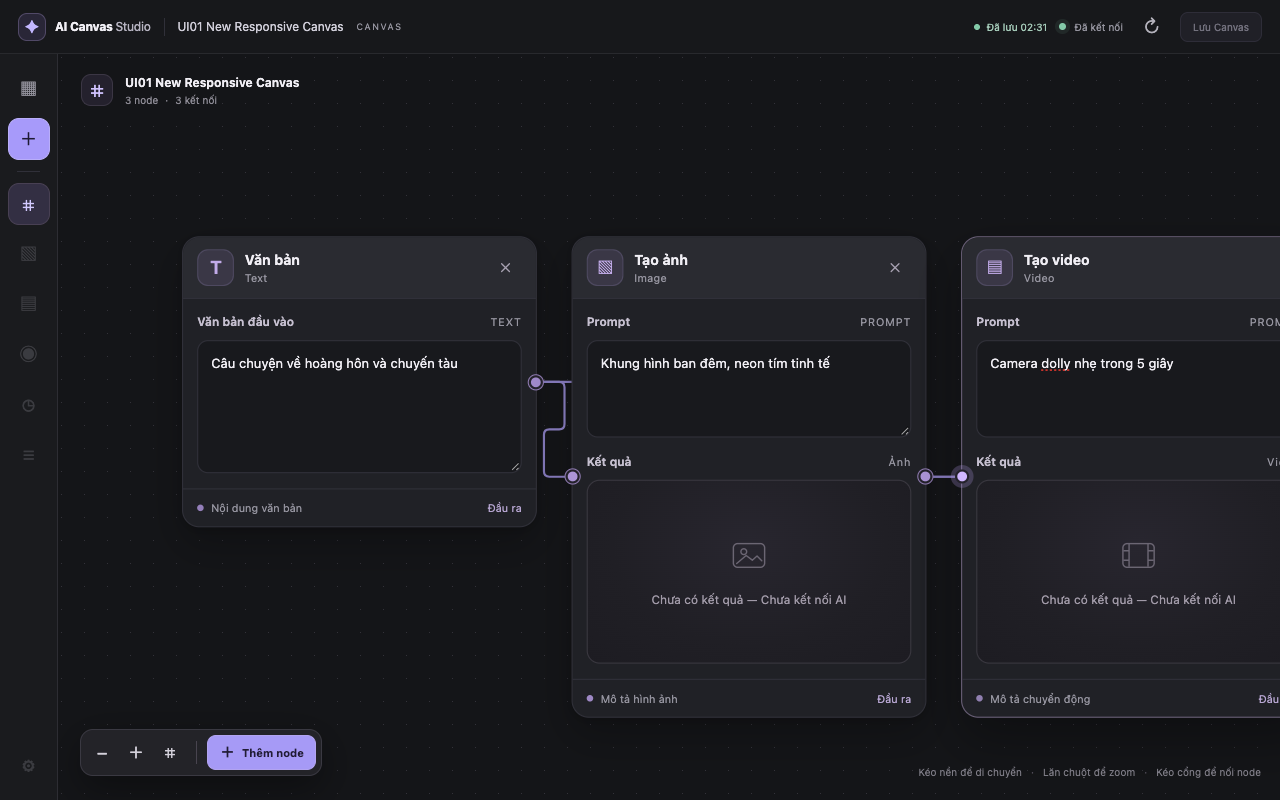 AI Canvas Studio
UI01 New Responsive Canvas
CANVAS
Đã lưu 02:31
Đã kết nối
Lưu Canvas
UI01 New Responsive Canvas
3 node · 3 kết nối
T
Văn bản
Text
Văn bản đầu vào
TEXT
Câu chuyện về hoàng hôn và chuyến tàu
Nội dung văn bản
Đầu ra
Tạo ảnh
Image
Prompt
PROMPT
Khung hình ban đêm, neon tím tinh tế
Kết quả
Ảnh
Chưa có kết quả — Chưa kết nối AI
Mô tả hình ảnh
Đầu ra
Tạo video
Video
Prompt
Camera dolly nhẹ trong 5 giây
Kết quả
Chưa có kết quả — Chưa kết nối AI
Mô tả chuyển động
Đầu
Thêm node
Kéo nền để di chuyển · Lăn chuột để zoom · Kéo cổng để nối node